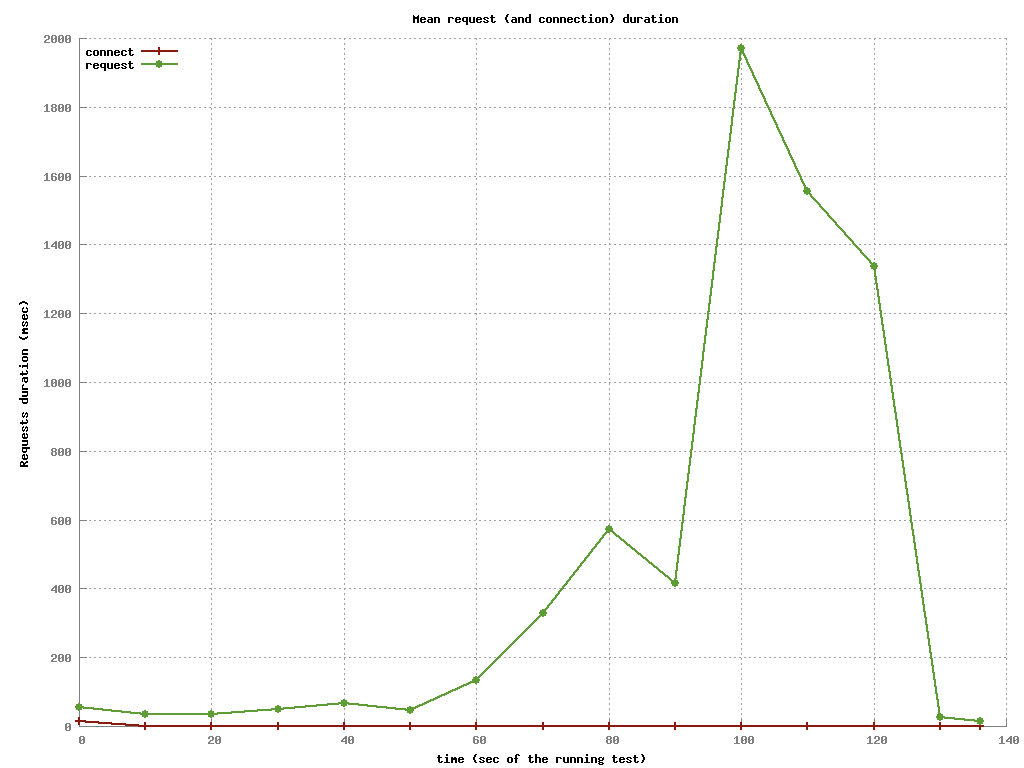 Mean request (and connection) duration
connect
request
2000
1800
1600
1400
1200
1000
800
600
400
200
0
Requests duration (msec)
0 20 40 60 80 100 120 140
time (sec of the running test)